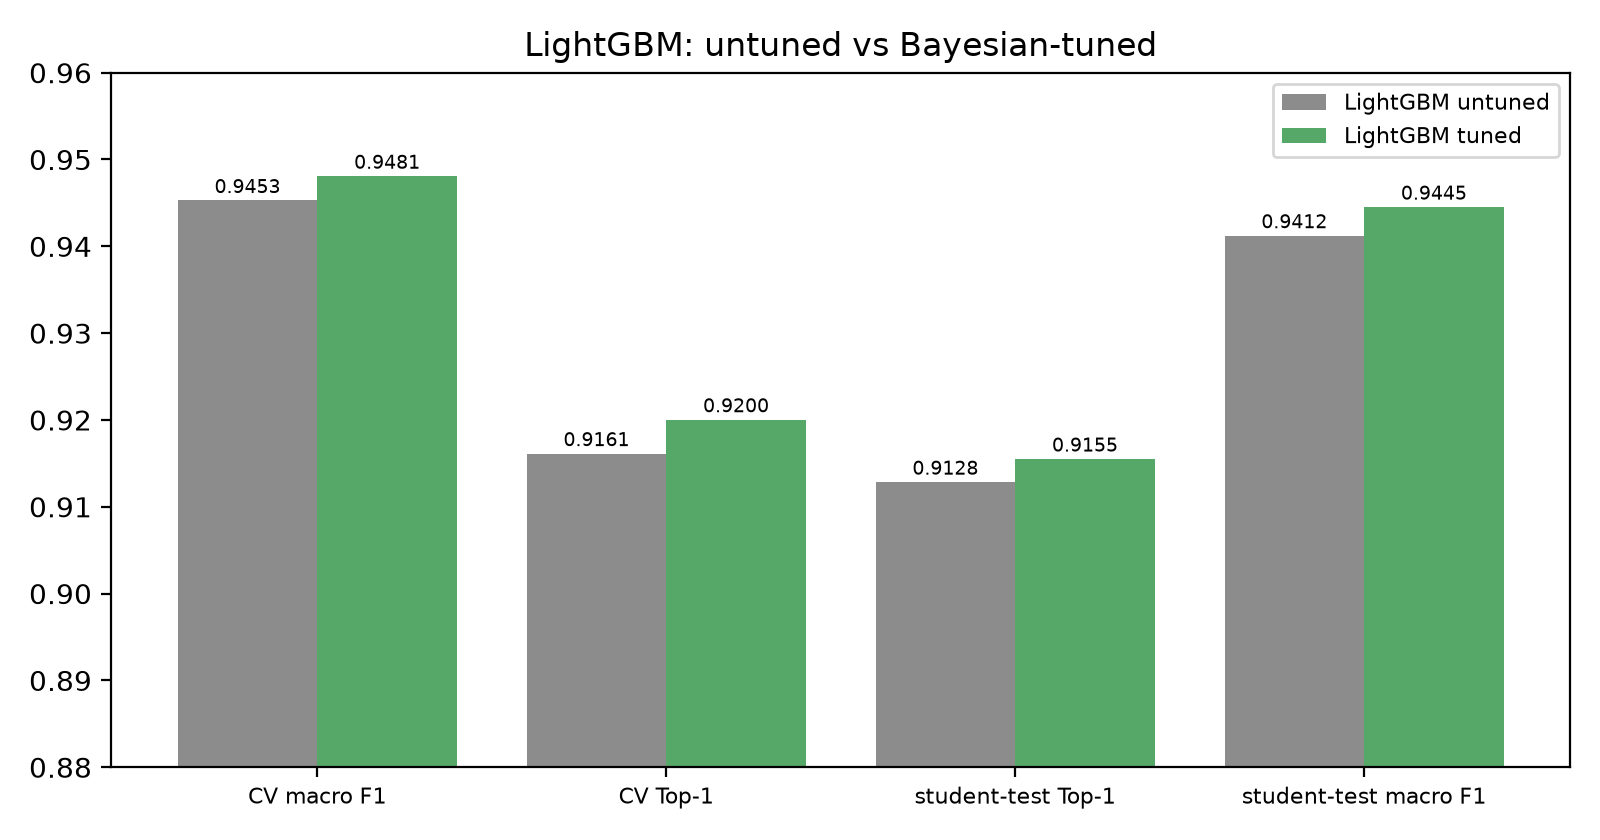 LightGBM: untuned vs Bayesian-tuned
0.96
0.95
0.94
0.93
0.92
0.91
0.90
0.89
0.88
LightGBM untuned
LightGBM tuned
0.9453
0.9481
0.9161
0.9200
0.9128
0.9155
0.9412
0.9445
CV macro F1
CV Top-1
student-test Top-1
student-test macro F1